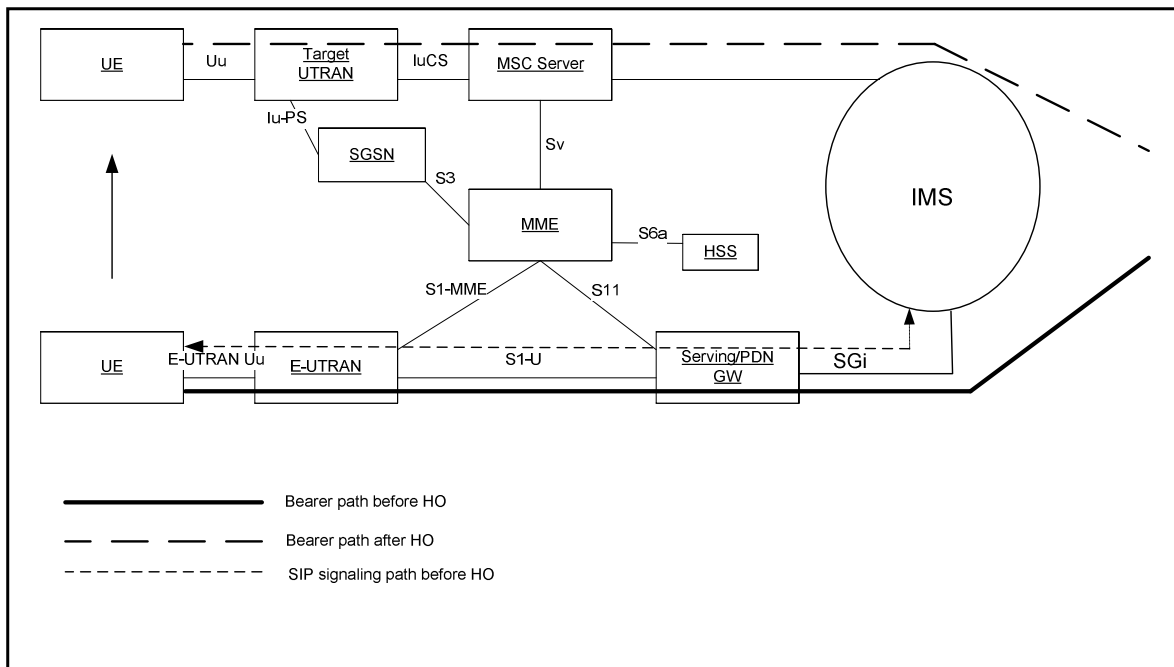 UE
Uu
Target
UTRAN
IuCS
MSC Server
Iu-PS
SGSN
S3
Sv
MME
S6a
HSS
IMS
S1-MME
S11
UE
E-UTRAN Uu
E-UTRAN
S1-U
Serving/PDN
GW
SGi
Bearer path before HO
Bearer path after HO
SIP signaling path before HO